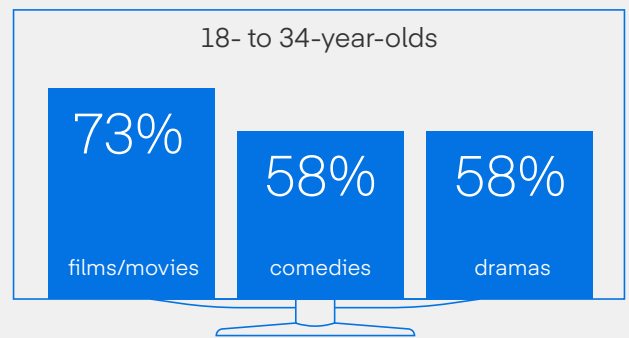 18- to 34-year-olds
73%
films/movies
58%
comedies
58%
dramas